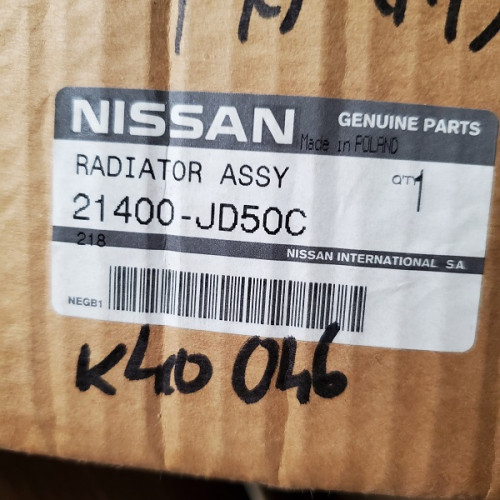 NISSAN GENUINE PARTS
Made in POLAND
RADIATOR ASSY QTY 1
21400-JD50C
218
NISSAN INTERNATIONAL SA
NEGB1
K40 046